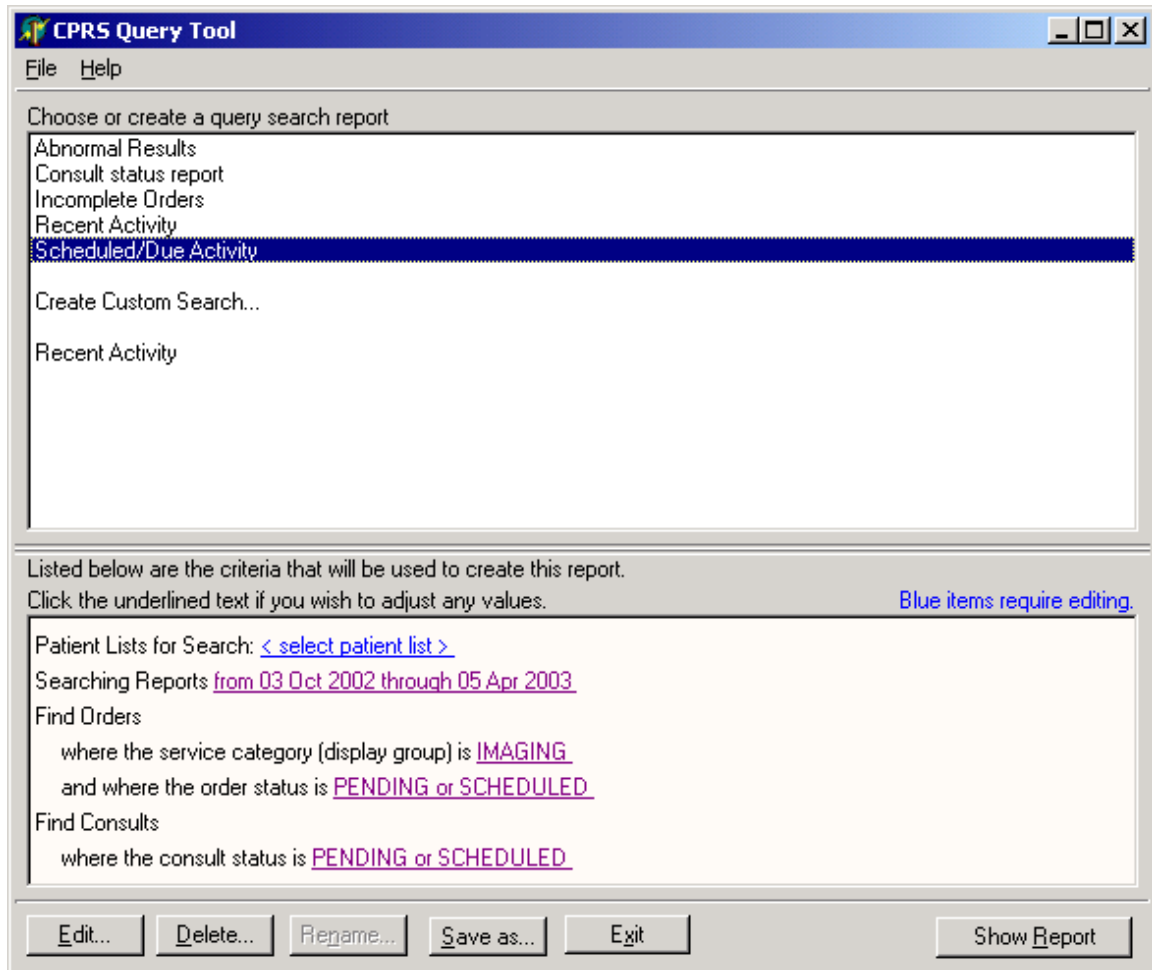 CPRS Query Tool
File Help
Choose or create a query search report
Abnormal Results
Consult status report
Incomplete Orders
Recent Activity
Scheduled/Due Activity
Create Custom Search...
Recent Activity
Listed below are the criteria that will be used to create this report.
Click the underlined text if you wish to adjust any values. Blue items require editing.
Patient Lists for Search: < select patient list >
Searching Reports from 03 Oct 2002 through 05 Apr 2003
Find Orders
where the service category (display group) is IMAGING
and where the order status is PENDING or SCHEDULED
Find Consults
where the consult status is PENDING or SCHEDULED
Edit... Delete... Rename... Save as... Exit Show Report